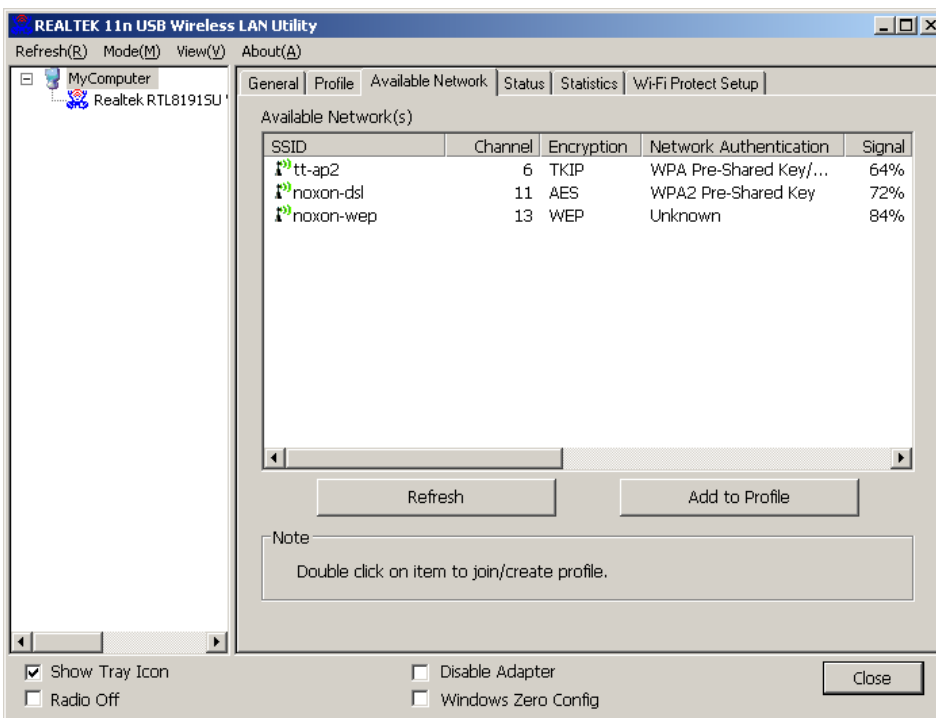 REALTEK 11n USB Wireless LAN Utility
Refresh(R) Mode(M) View(V) About(A)
MyComputer
Realtek RTL8191SU '
General Profile Available Network Status Statistics Wi-Fi Protect Setup
Available Network(s)
SSID Channel Encryption Network Authentication Signal
tt-ap2 6 TKIP WPA Pre-Shared Key/... 64%
noxon-dsl 11 AES WPA2 Pre-Shared Key 72%
noxon-wep 13 WEP Unknown 84%
Refresh Add to Profile
Note
Double click on item to join/create profile.
Show Tray Icon Disable Adapter Close
Radio Off Windows Zero Config